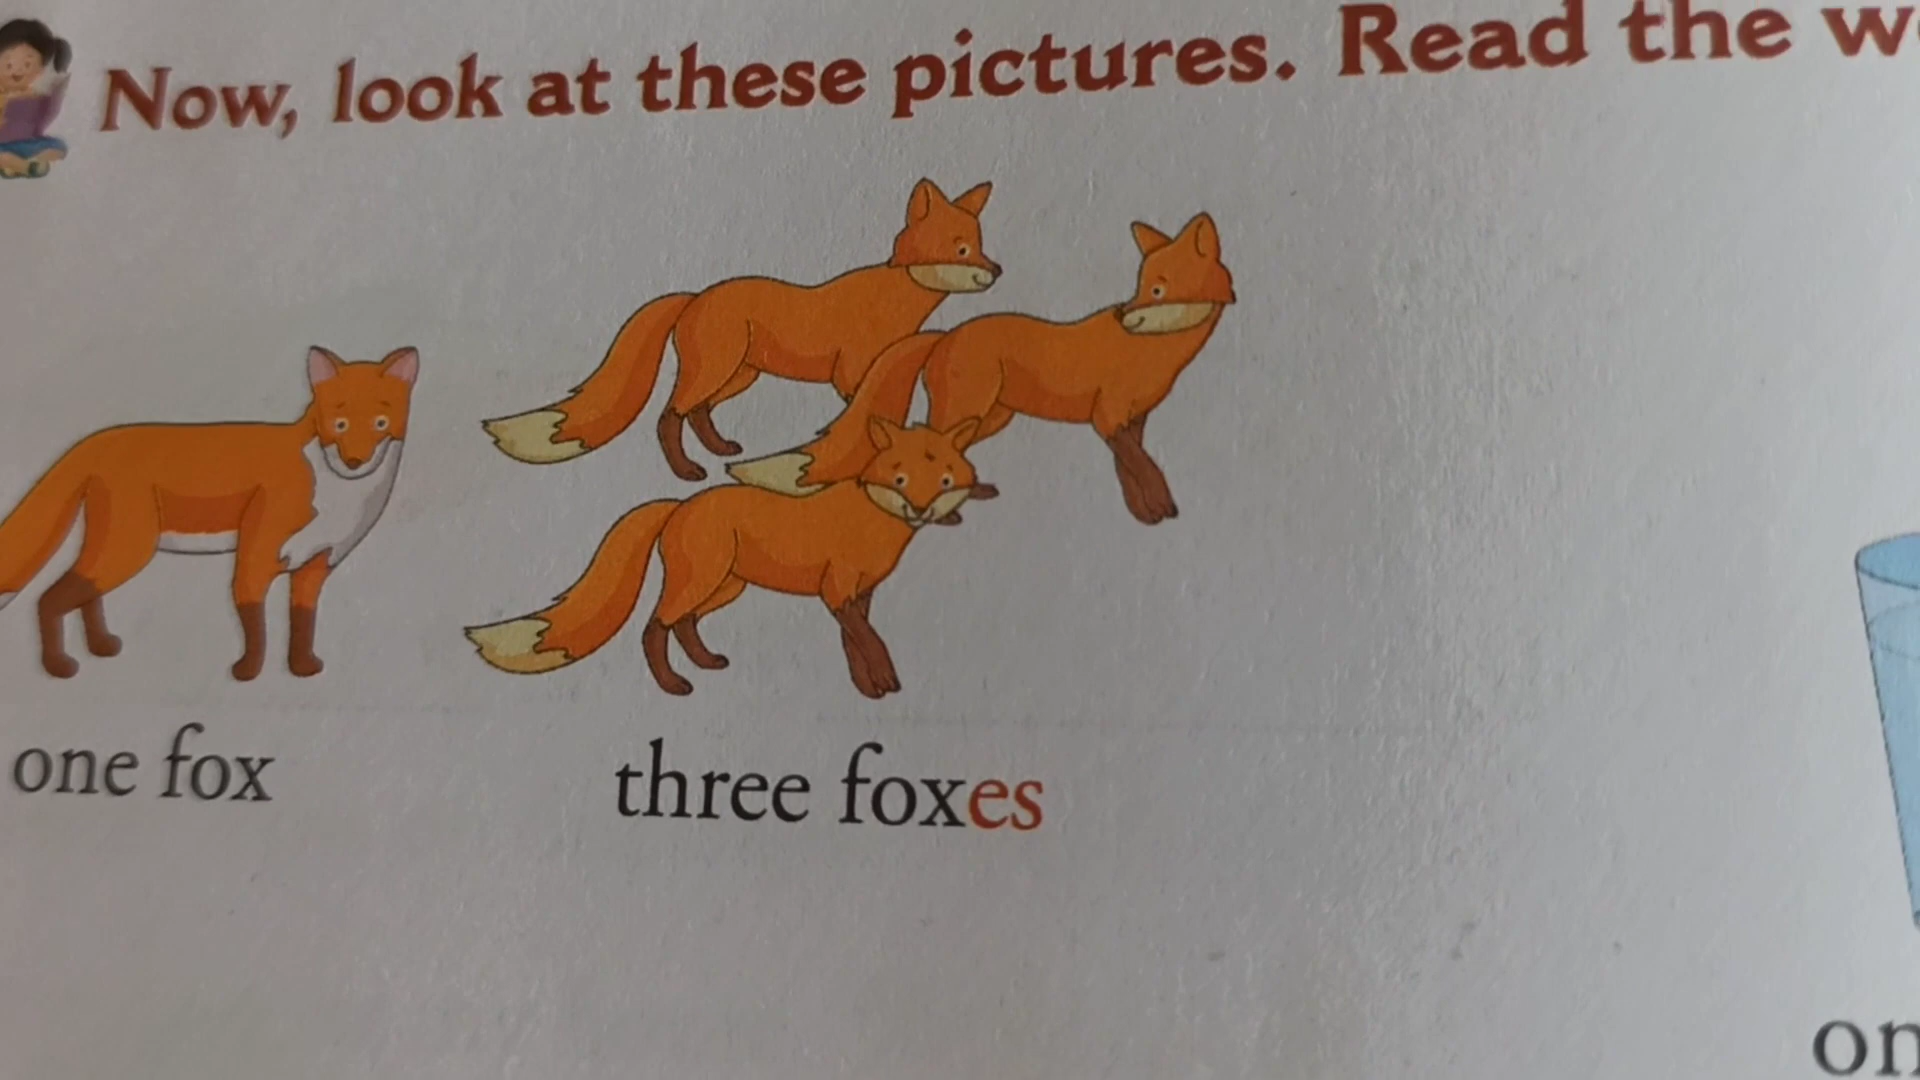 Now, look at these pictures. Read the
one fox
three foxes